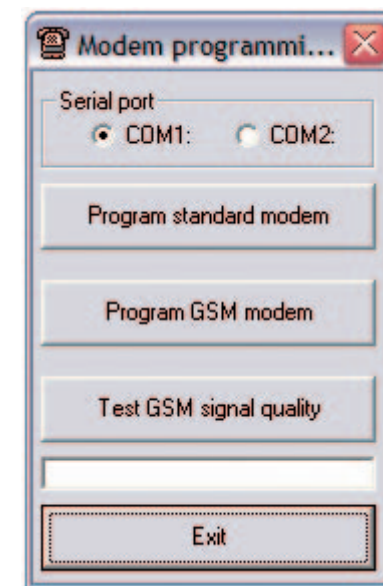 Modem programmi...
Serial port
COM1: COM2:
Program standard modem
Program GSM modem
Test GSM signal quality
Exit